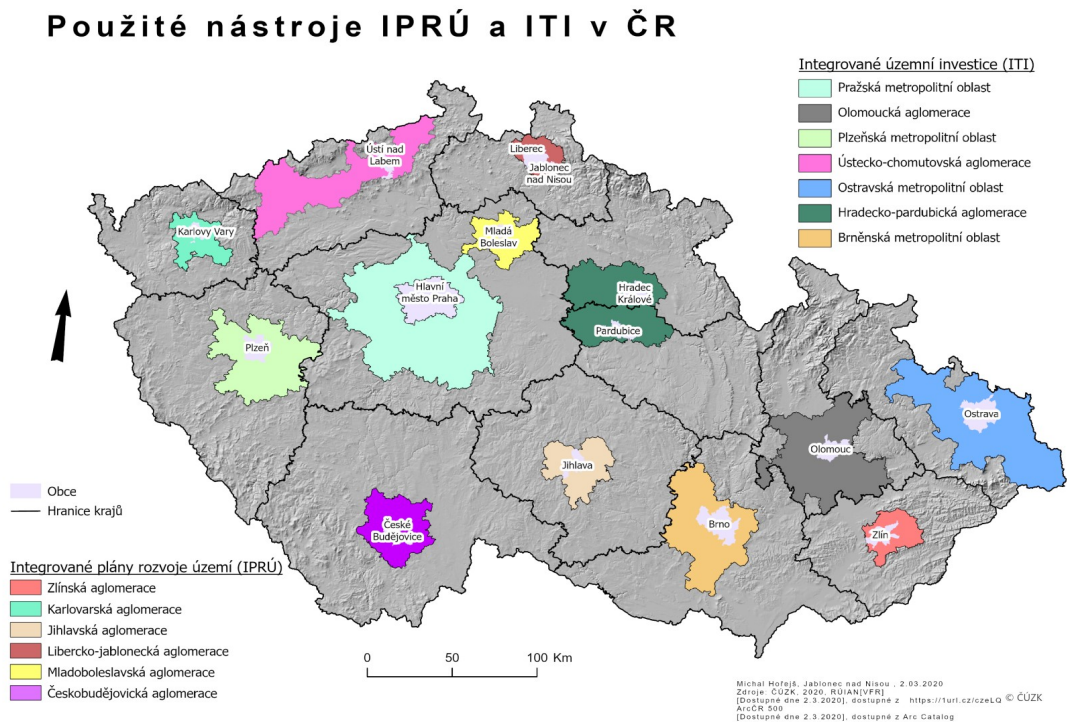 Použité nástroje IPRÚ a ITI v ČR
Integrované územní investice (ITI)
Pražská metropolitní oblast
Olomoucká aglomerace
Plzeňská metropolitní oblast
Ústecko-chomutovská aglomerace
Ostravská metropolitní oblast
Hradecko-pardubická aglomerace
Brněnská metropolitní oblast
Ústí nad
Labem
Liberec
Jablonec
nad Nisou
Karlovy Vary
Mladá
Boleslav
Hlavní
město Praha
Hradec
Králové
Pardubice
Plzeň
Ostrava
Olomouc
Jihlava
Brno
České
Budějovice
Zlín
Obce
Hranice krajů
Integrované plány rozvoje území (IPRÚ)
Zlínská aglomerace
Karlovarská aglomerace
Jihlavská aglomerace
Libercko-jablonecká aglomerace
Mladoboleslavská aglomerace
Českobudějovická aglomerace
0 50 100 Km
Michal Hořejš, Jablonec nad Nisou , 2.03.2020
Zdroje: ČÚZK, 2020, RÚIAN[VFR]
[Dostupné dne 2.3.2020], dostupné z https://1url.cz/czeLQ © ČÚZK
ArcČR 500
[Dostupné dne 2.3.2020], dostupné z Arc Catalog